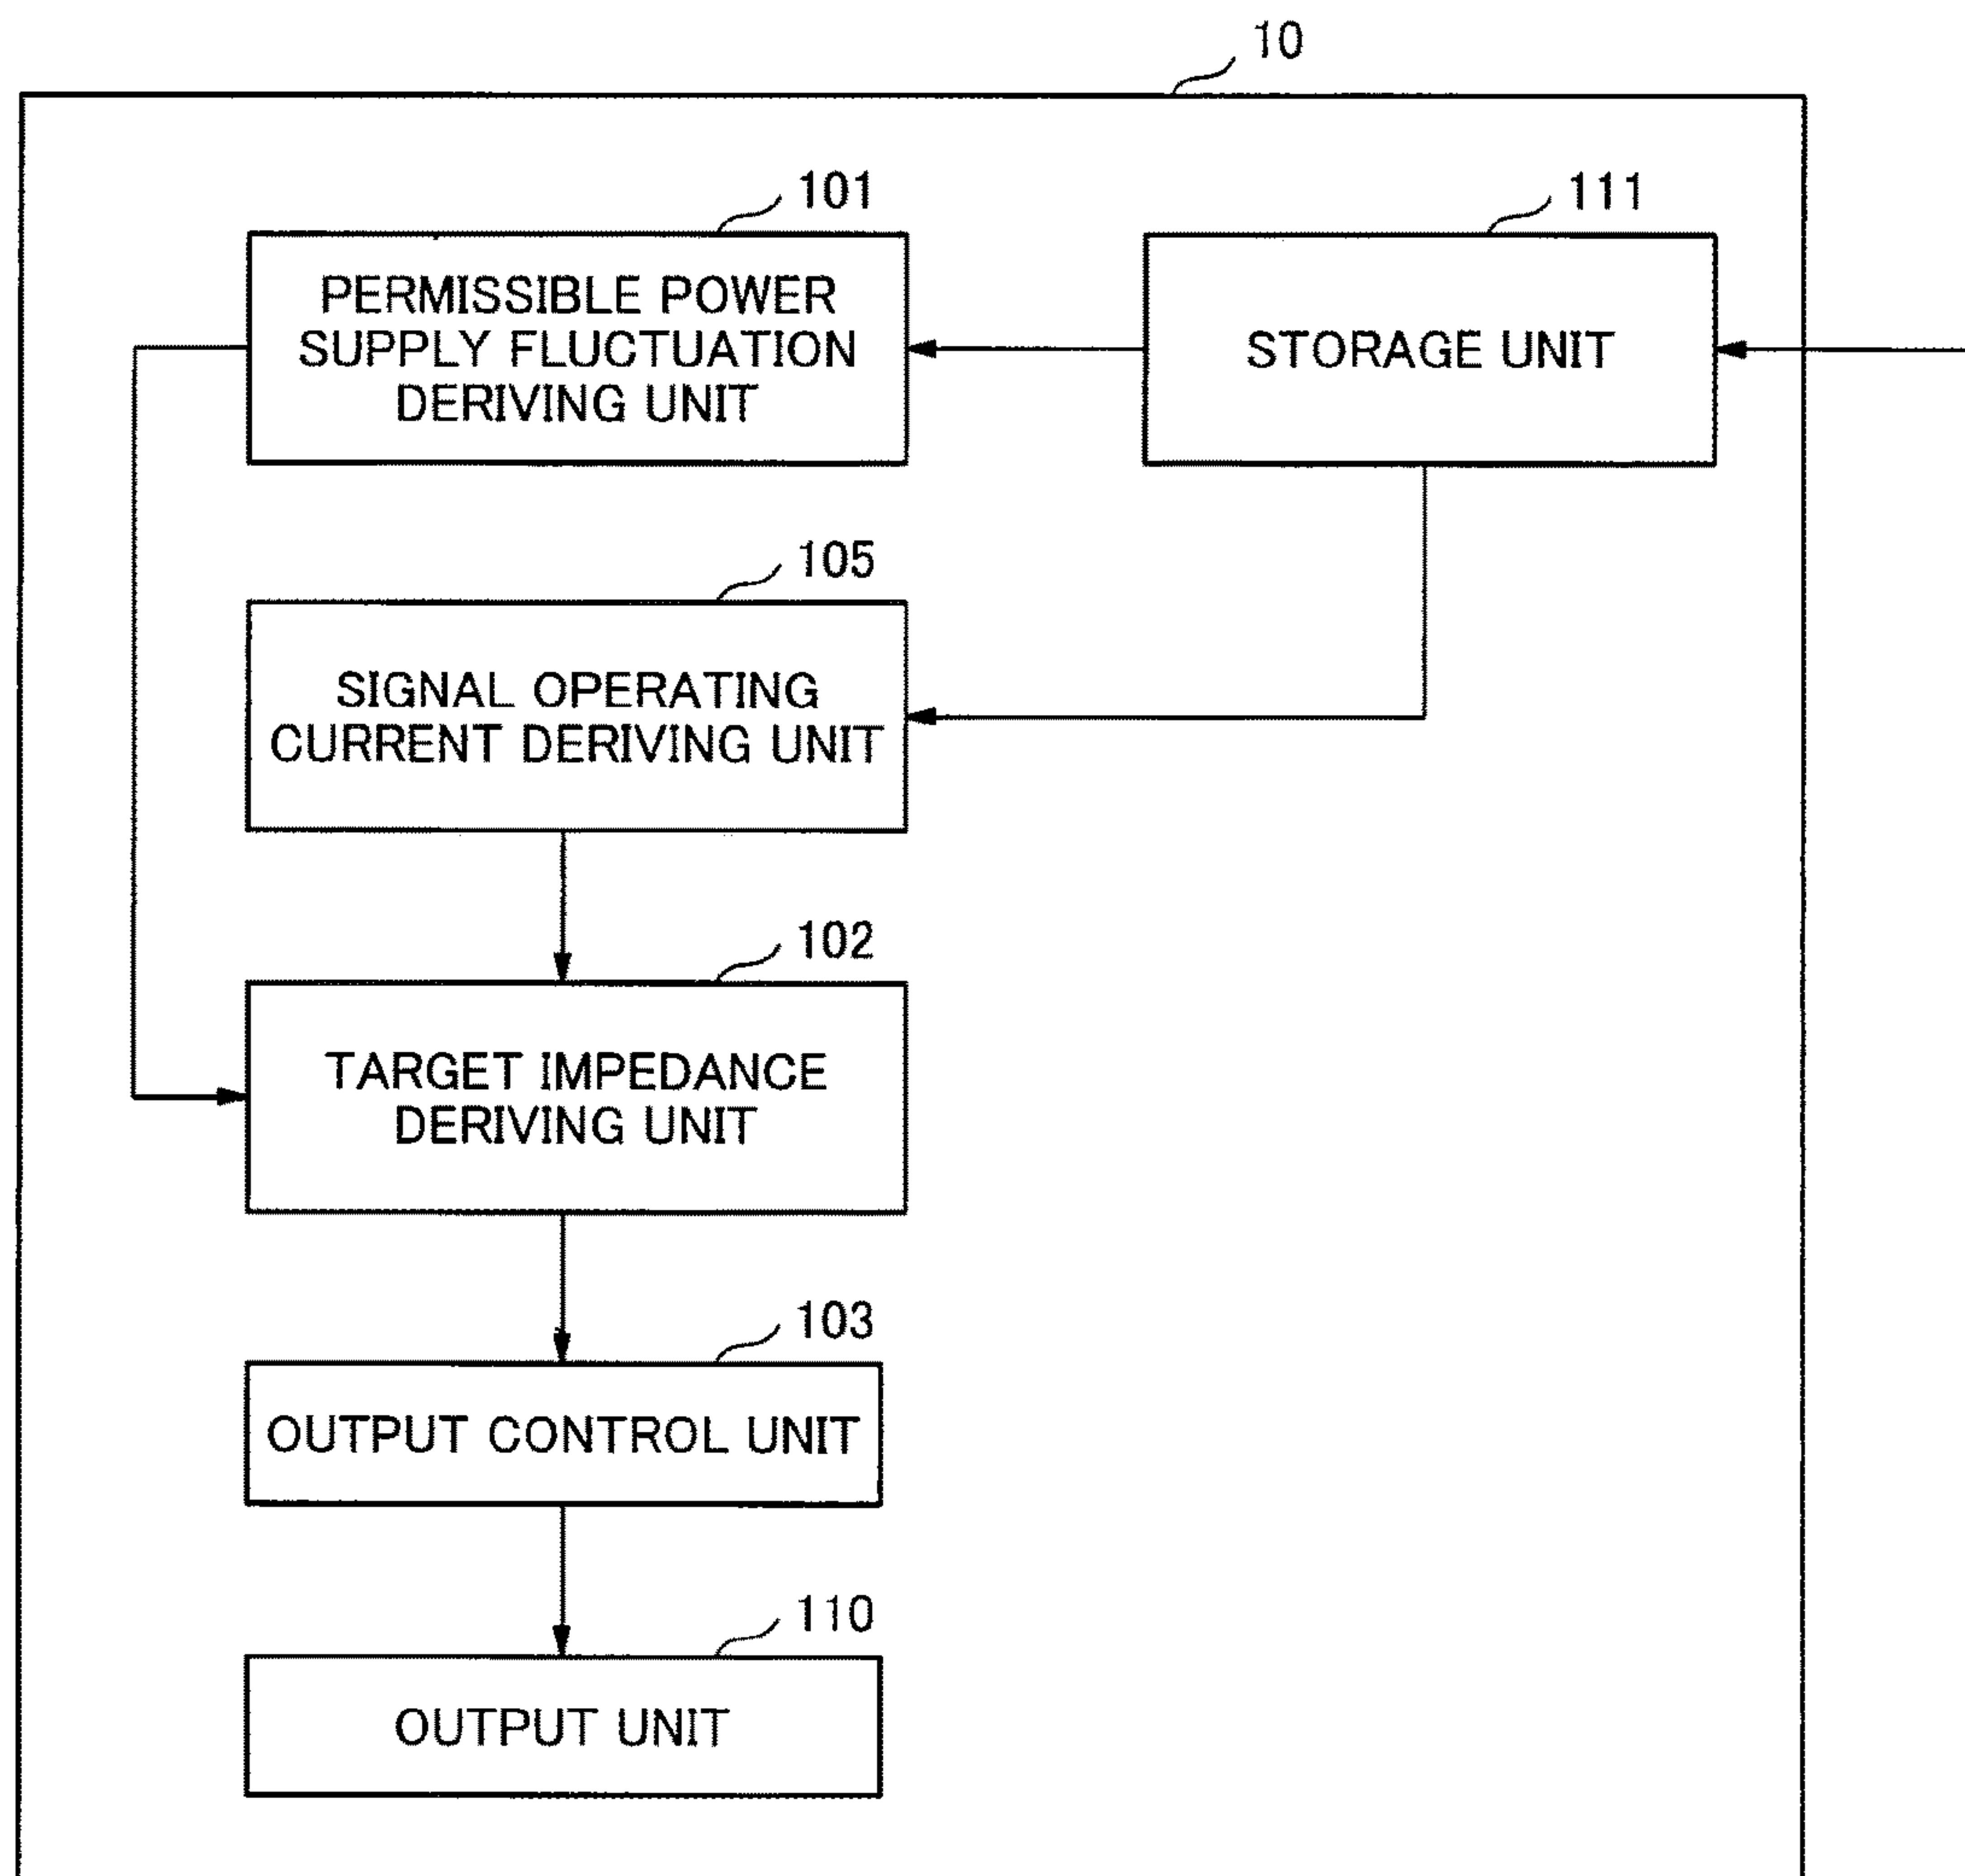 10
101
111
PERMISSIBLE POWER
SUPPLY FLUCTUATION
DERIVING UNIT
STORAGE UNIT
105
SIGNAL OPERATING
CURRENT DERIVING UNIT
102
TARGET IMPEDANCE
DERIVING UNIT
103
OUTPUT CONTROL UNIT
110
OUTPUT UNIT